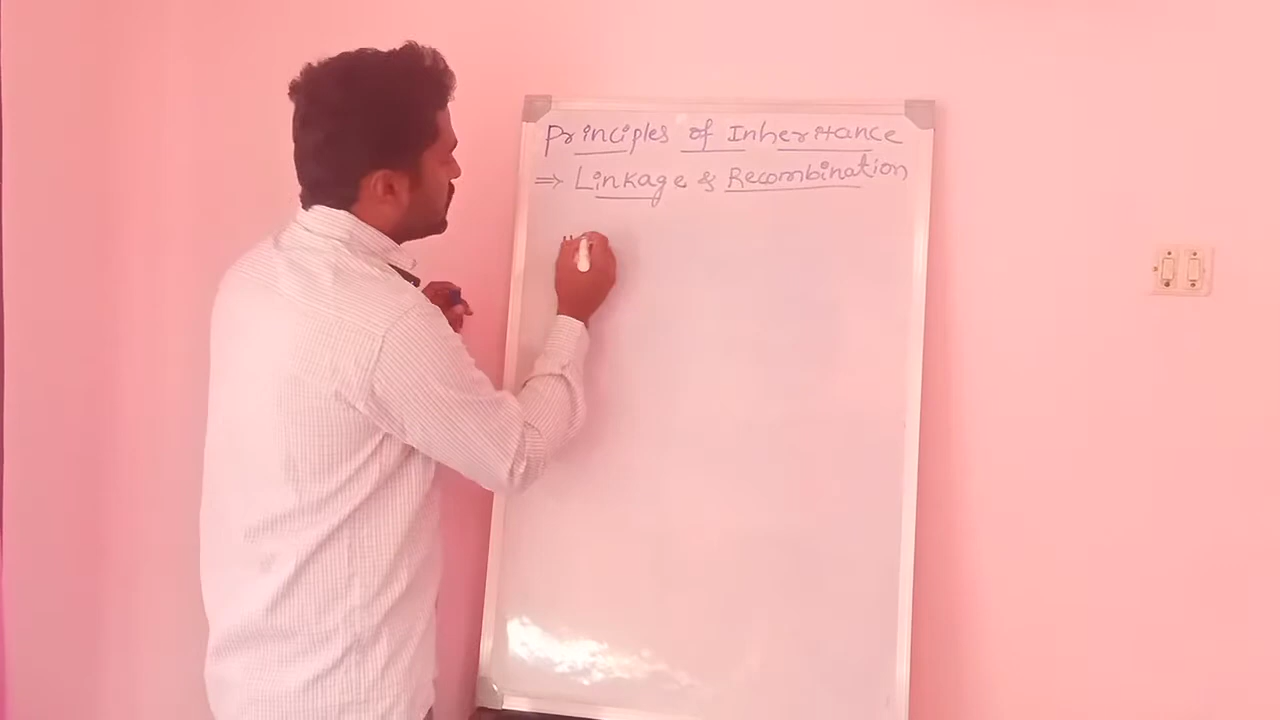 Principles of Inheritance
⇒ Linkage & Recombination